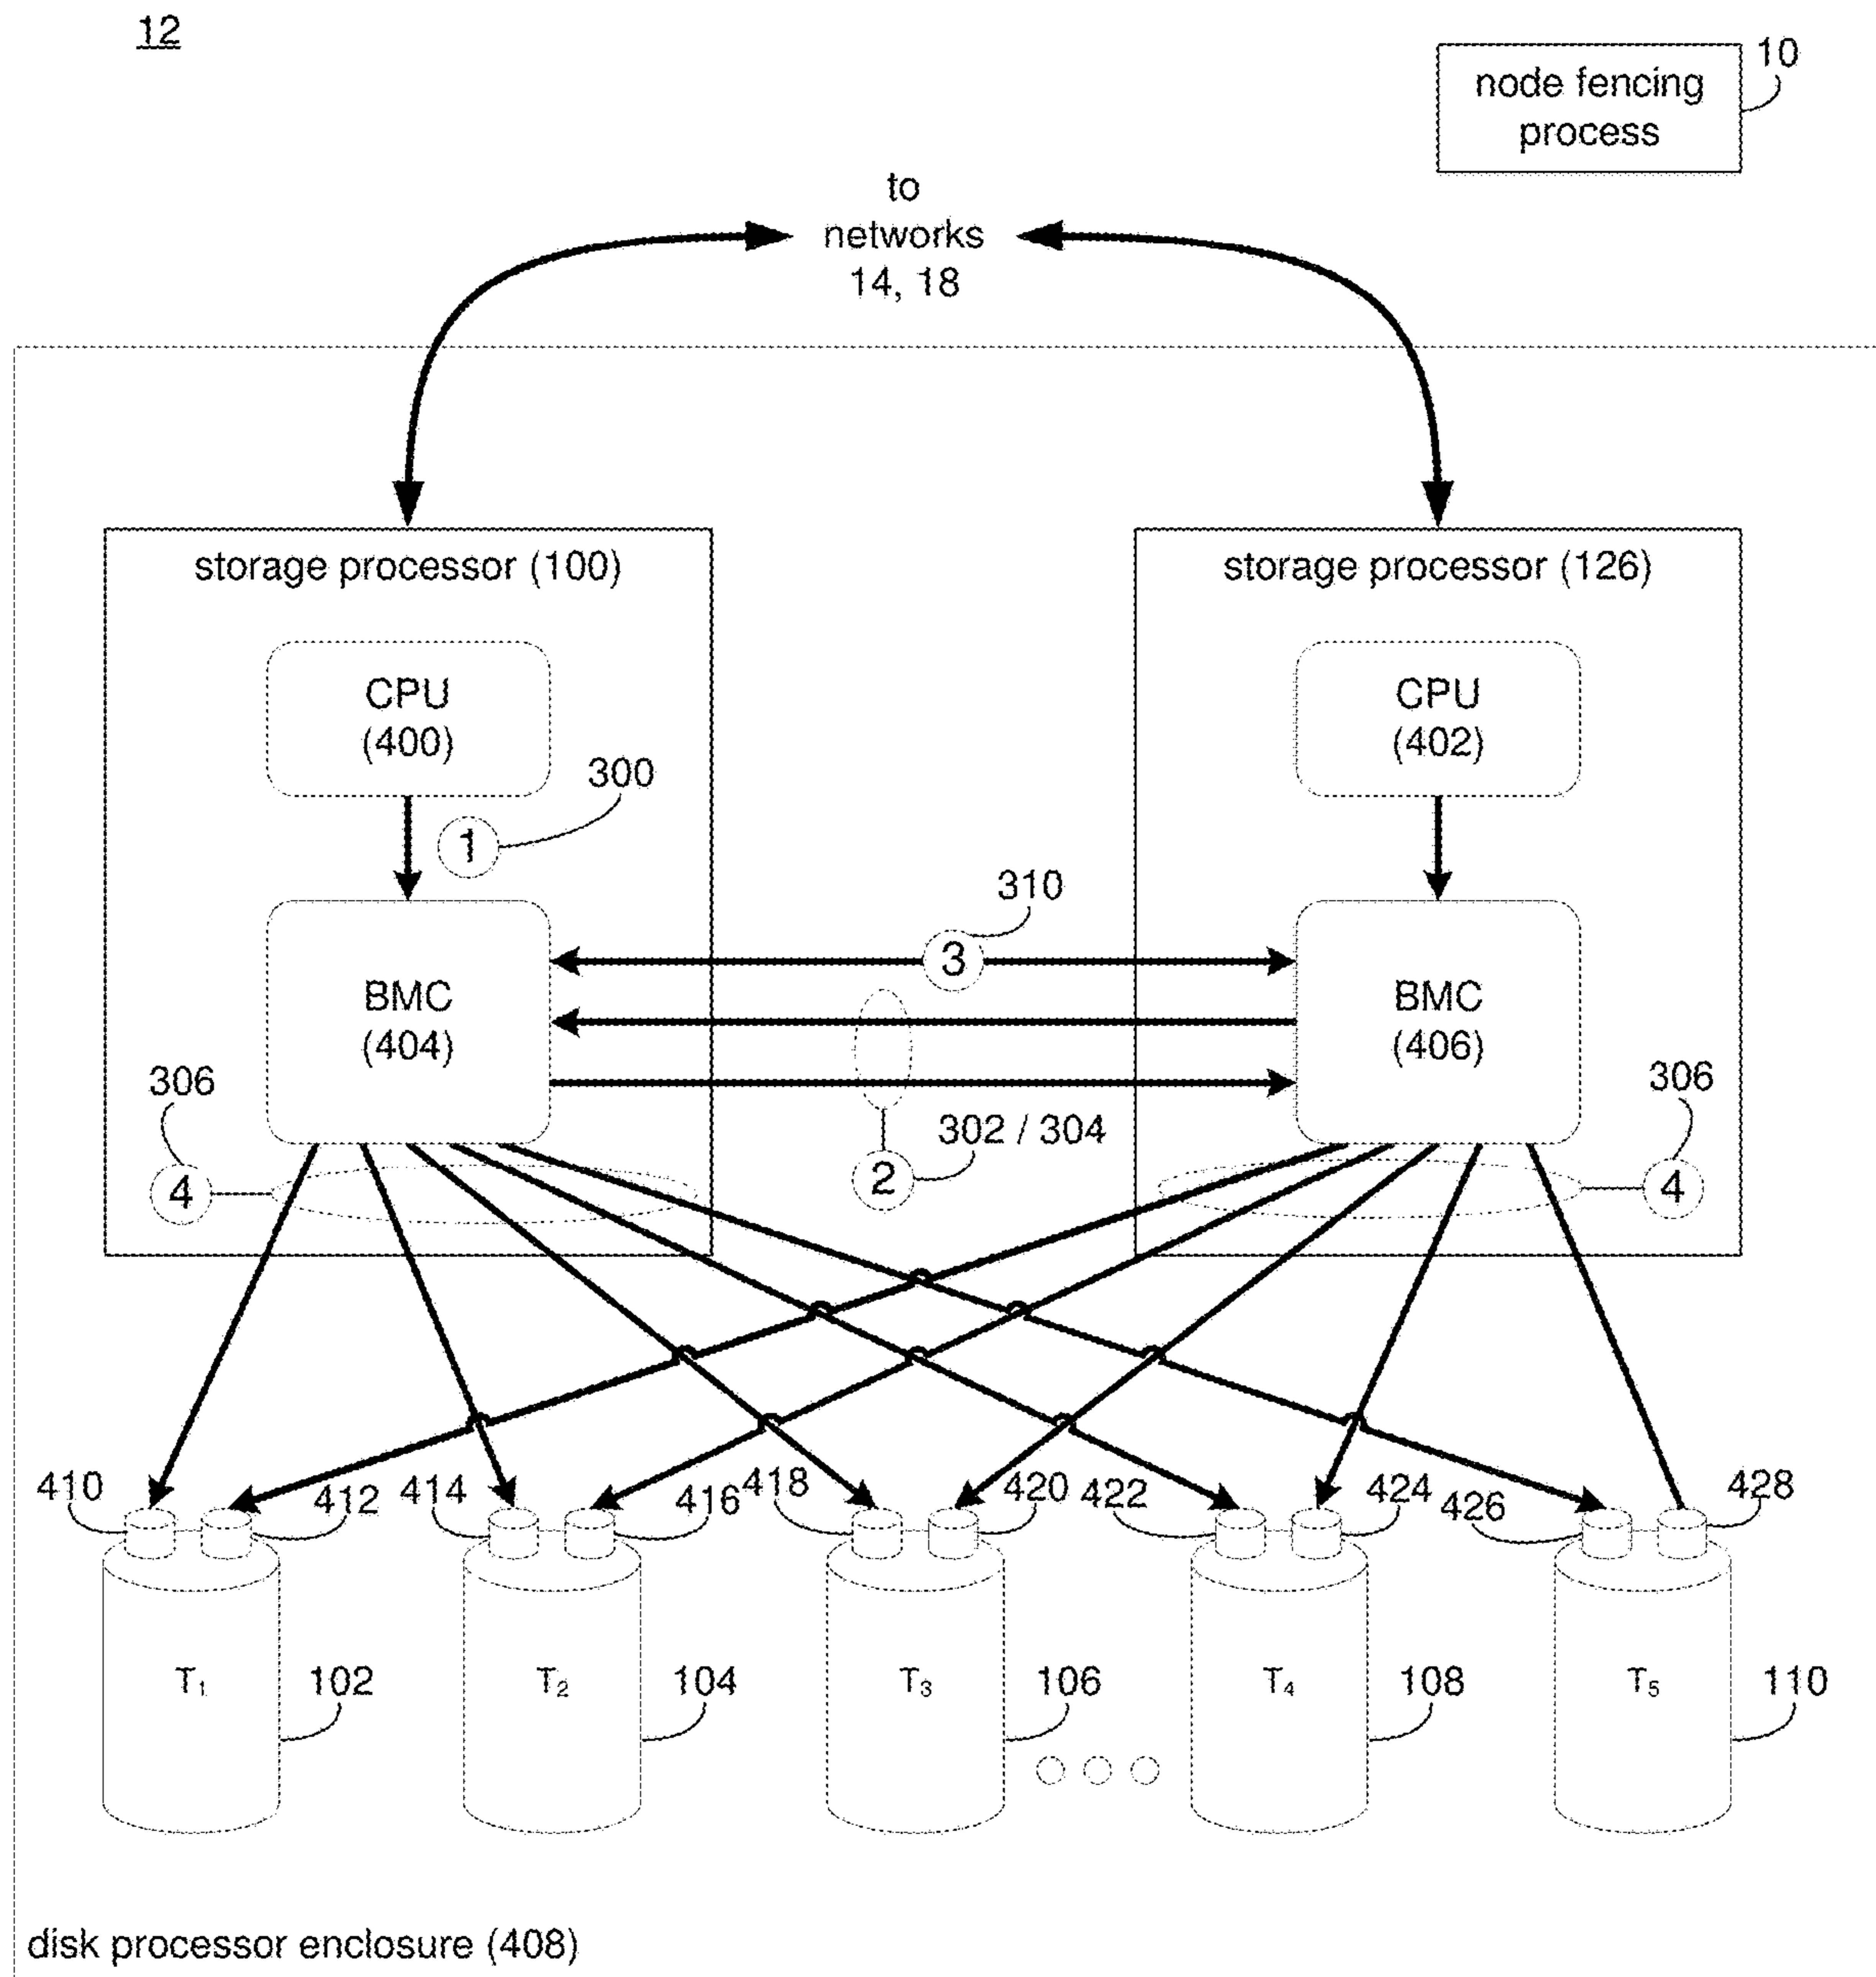 12
10
node fencing
process
to
networks
14, 18
storage processor (100)
storage processor (126)
CPU
(400)
CPU
(402)
300
1
310
3
BMC
(404)
BMC
(406)
306
306
302 / 304
4
2
4
410
412
414
416
418
420
422
424
426
428
T1
102
T2
104
T3
106
T4
108
T5
110
disk processor enclosure (408)